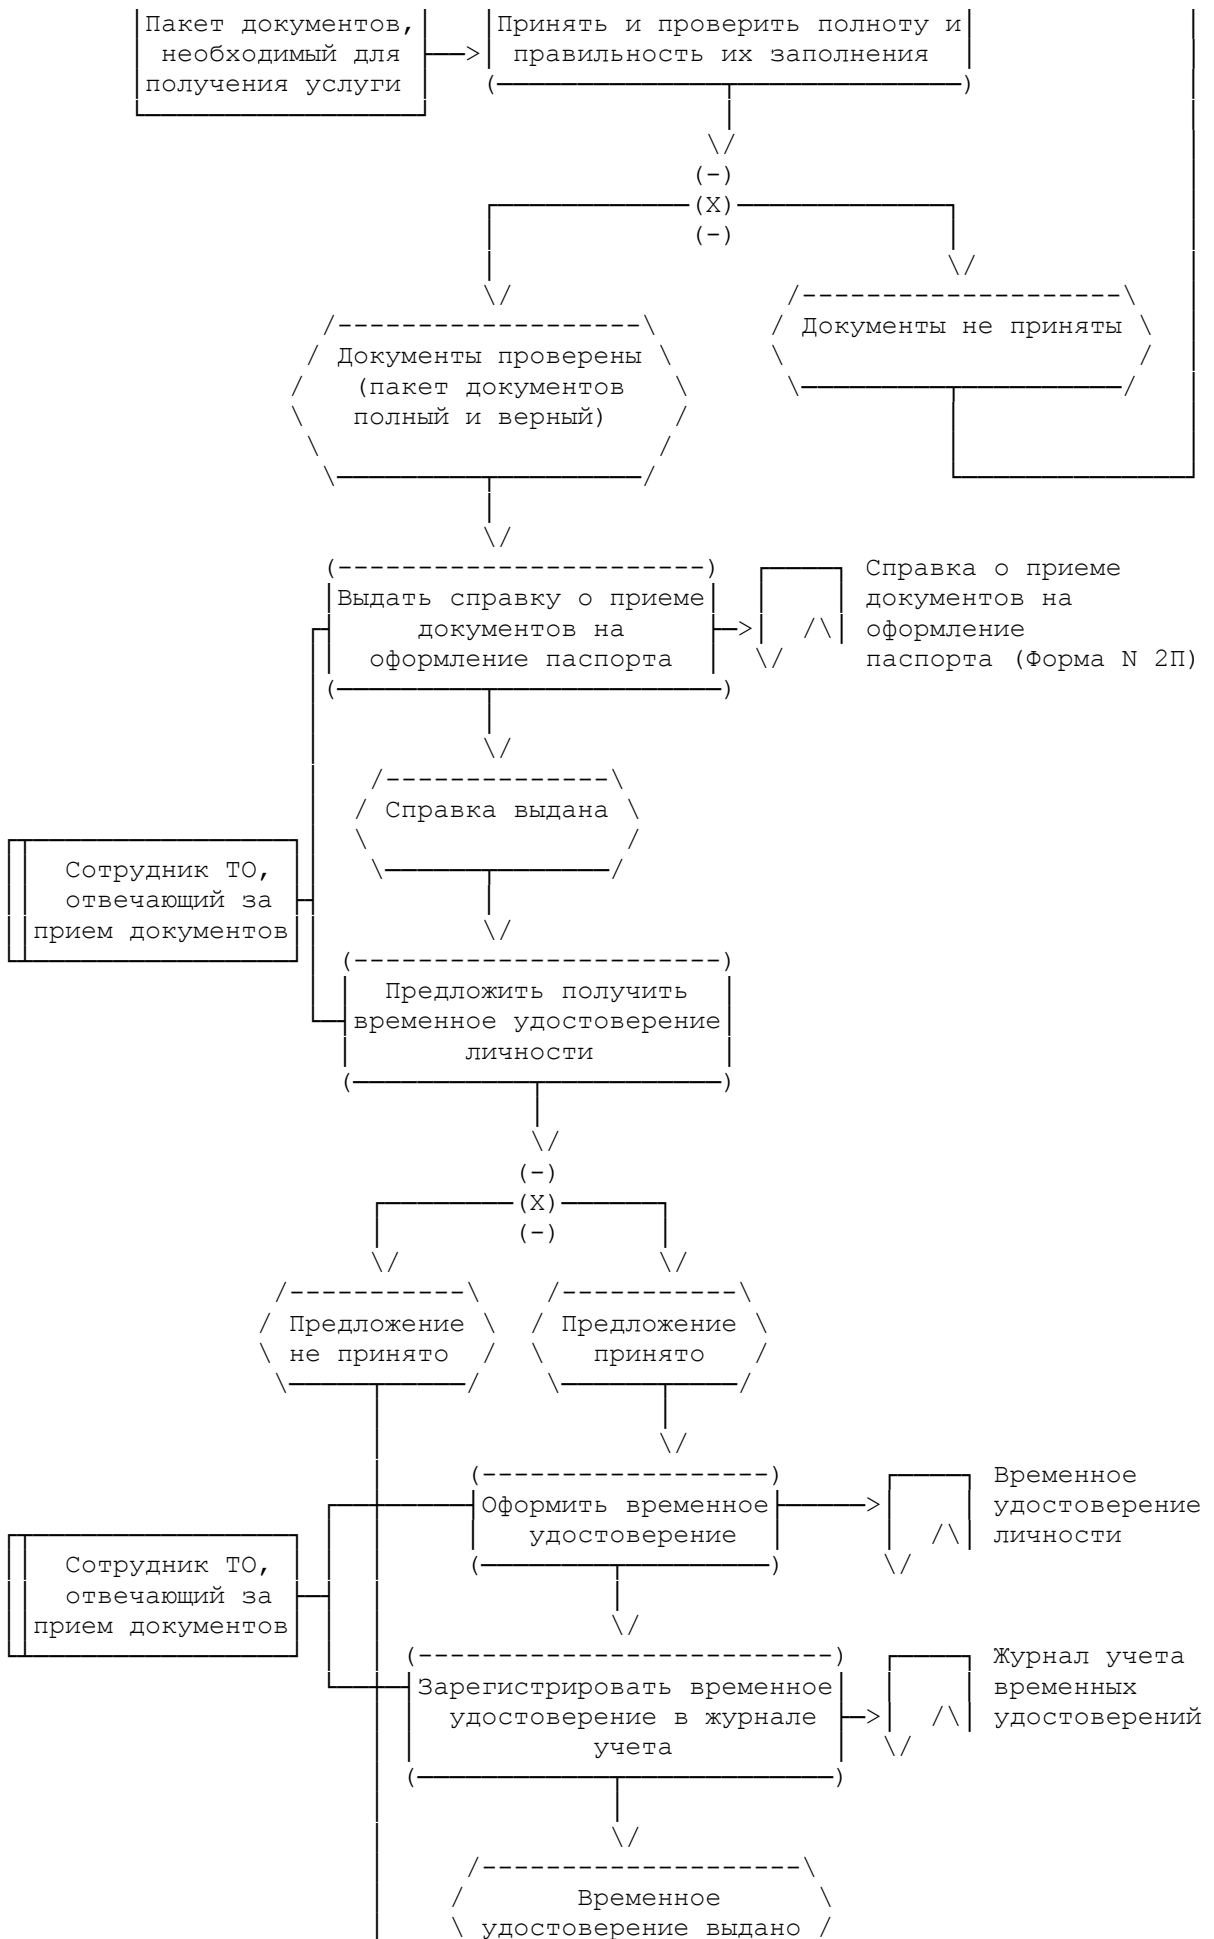 Пакет документов,
необходимый для
получения услуги
Принять и проверить полноту и
правильность их заполнения
(-)
(X)
(-)
Документы не приняты
Документы проверены
(пакет документов
полный и верный)
Выдать справку о приеме
документов на
оформление паспорта
Справка о приеме
документов на
оформление
паспорта (Форма N 2П)
Справка выдана
Сотрудник ТО,
отвечающий за
прием документов
Предложить получить
временное удостоверение
личности
(-)
(X)
(-)
Предложение
не принято
Предложение
принято
Оформить временное
удостоверение
Временное
удостоверение
личности
Сотрудник ТО,
отвечающий за
прием документов
Зарегистрировать временное
удостоверение в журнале
учета
Журнал учета
временных
удостоверений
Временное
удостоверение выдано